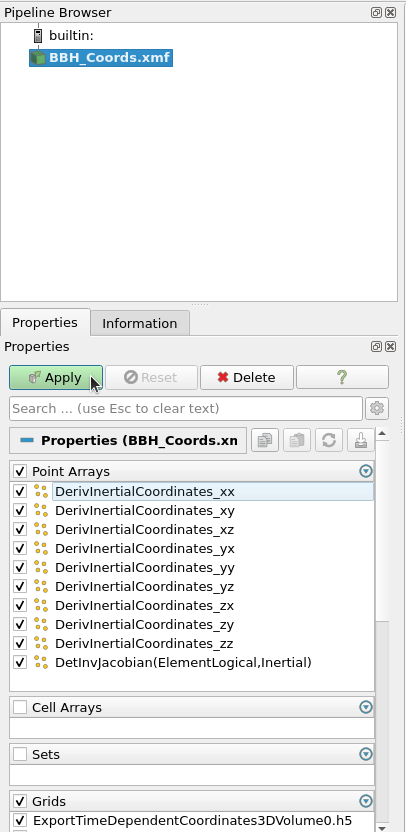 Pipeline Browser
builtin:
BBH_Coords.xmf
Properties
Information
Properties
Apply
Reset
Delete
?
Search ... (use Esc to clear text)
Properties (BBH_Coords.xn
Point Arrays
DerivInertialCoordinates_xx
DerivInertialCoordinates_xy
DerivInertialCoordinates_xz
DerivInertialCoordinates_yx
DerivInertialCoordinates_yy
DerivInertialCoordinates_yz
DerivInertialCoordinates_zx
DerivInertialCoordinates_zy
DerivInertialCoordinates_zz
DetInvJacobian(ElementLogical,Inertial)
Cell Arrays
Sets
Grids
ExportTimeDependentCoordinates3DVolume0.h5